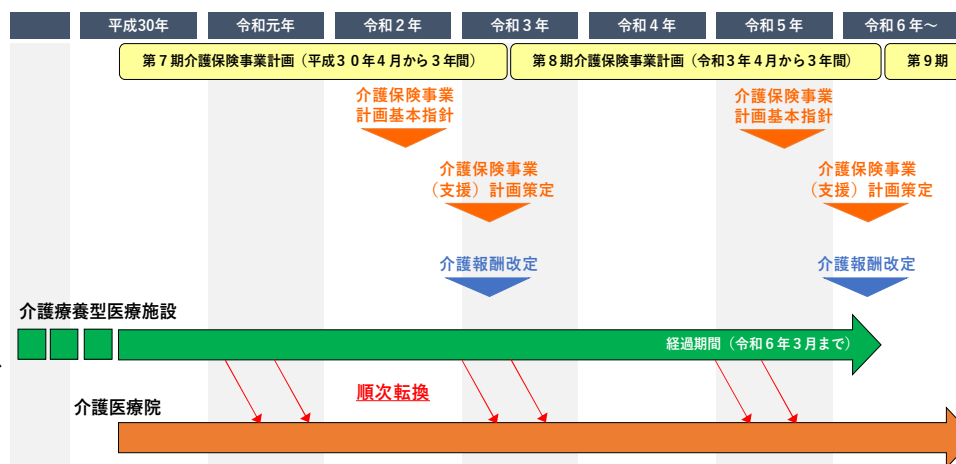 平成30年
令和元年
令和２年
令和３年
令和４年
令和５年
令和６年～
第７期介護保険事業計画（平成３０年４月から３年間）
第８期介護保険事業計画（令和３年４月から３年間）
第９期
介護保険事業
計画基本指針
介護保険事業
計画基本指針
介護保険事業
（支援）計画策定
介護保険事業
（支援）計画策定
介護報酬改定
介護報酬改定
介護療養型医療施設
経過期間（令和６年３月まで）
順次転換
介護医療院